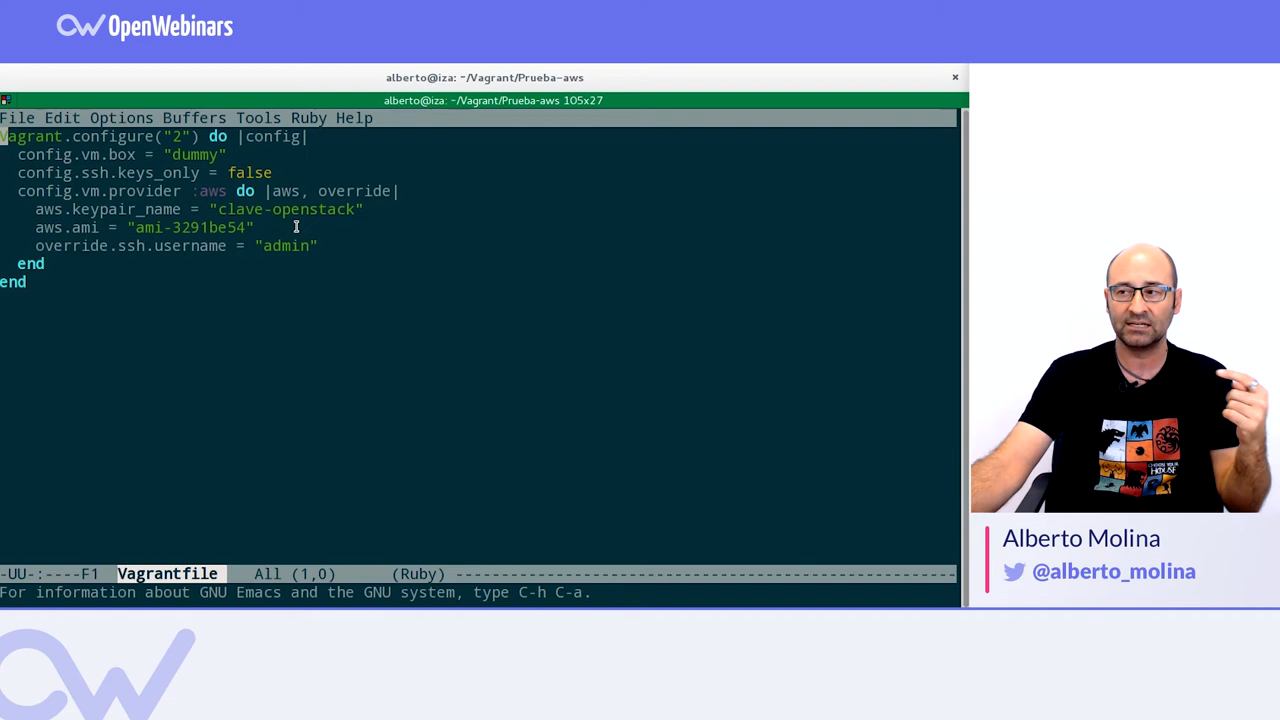 OpenWebinars
alberto@iza: ~/Vagrant/Prueba-aws
×
alberto@iza: ~/Vagrant/Prueba-aws 105x27
File Edit Options Buffers Tools Ruby Help
Vagrant.configure("2") do |config|
  config.vm.box = "dummy"
  config.ssh.keys_only = false
  config.vm.provider :aws do |aws, override|
    aws.keypair_name = "clave-openstack"
    aws.ami = "ami-3291be54"
    override.ssh.username = "admin"
  end
end
-UU-:----F1  Vagrantfile   All (1,0)      (Ruby) --------------------------------------------------------
For information about GNU Emacs and the GNU system, type C-h C-a.
CHOOSE YOUR
HOUSE
Alberto Molina
@alberto_molina